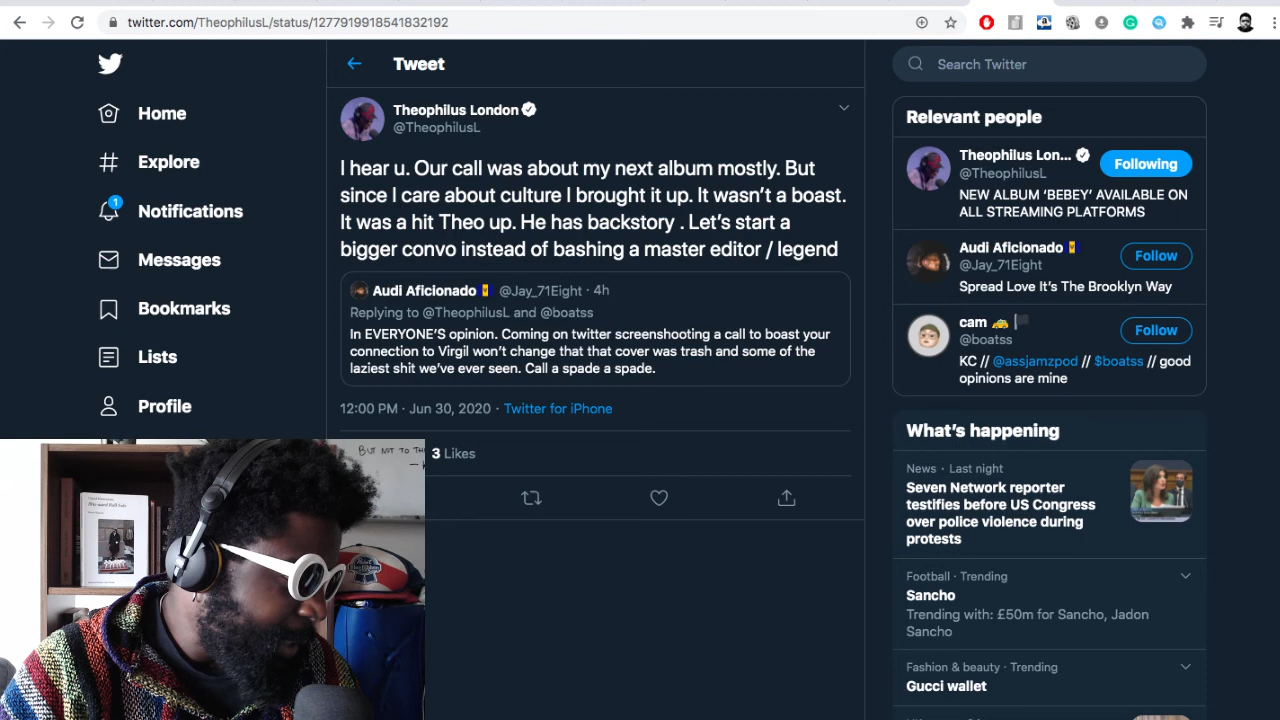 twitter.com/TheophilusL/status/1277919918541832192
Home
Explore
1
Notifications
Messages
Bookmarks
Lists
Profile
Tweet
Theophilus London
@TheophilusL
I hear u. Our call was about my next album mostly. But
since I care about culture I brought it up. It wasn't a boast.
It was a hit Theo up. He has backstory . Let's start a
bigger convo instead of bashing a master editor / legend
Audi Aficionado 🇧🇧 @Jay_71Eight · 4h
Replying to @TheophilusL and @boatss
In EVERYONE'S opinion. Coming on twitter screenshooting a call to boast your
connection to Virgil won't change that that cover was trash and some of the
laziest shit we've ever seen. Call a spade a spade.
12:00 PM · Jun 30, 2020 · Twitter for iPhone
3 Likes
BUT NOT TO
Search Twitter
Relevant people
Theophilus Lon...
@TheophilusL
Following
NEW ALBUM 'BEBEY' AVAILABLE ON
ALL STREAMING PLATFORMS
Audi Aficionado 🇧🇧
@Jay_71Eight
Follow
Spread Love It's The Brooklyn Way
cam 🚕🏴
@boatss
Follow
KC // @assjamzpod // $boatss // good
opinions are mine
What's happening
News · Last night
Seven Network reporter
testifies before US Congress
over police violence during
protests
Football · Trending
Sancho
Trending with: £50m for Sancho, Jadon
Sancho
Fashion & beauty · Trending
Gucci wallet